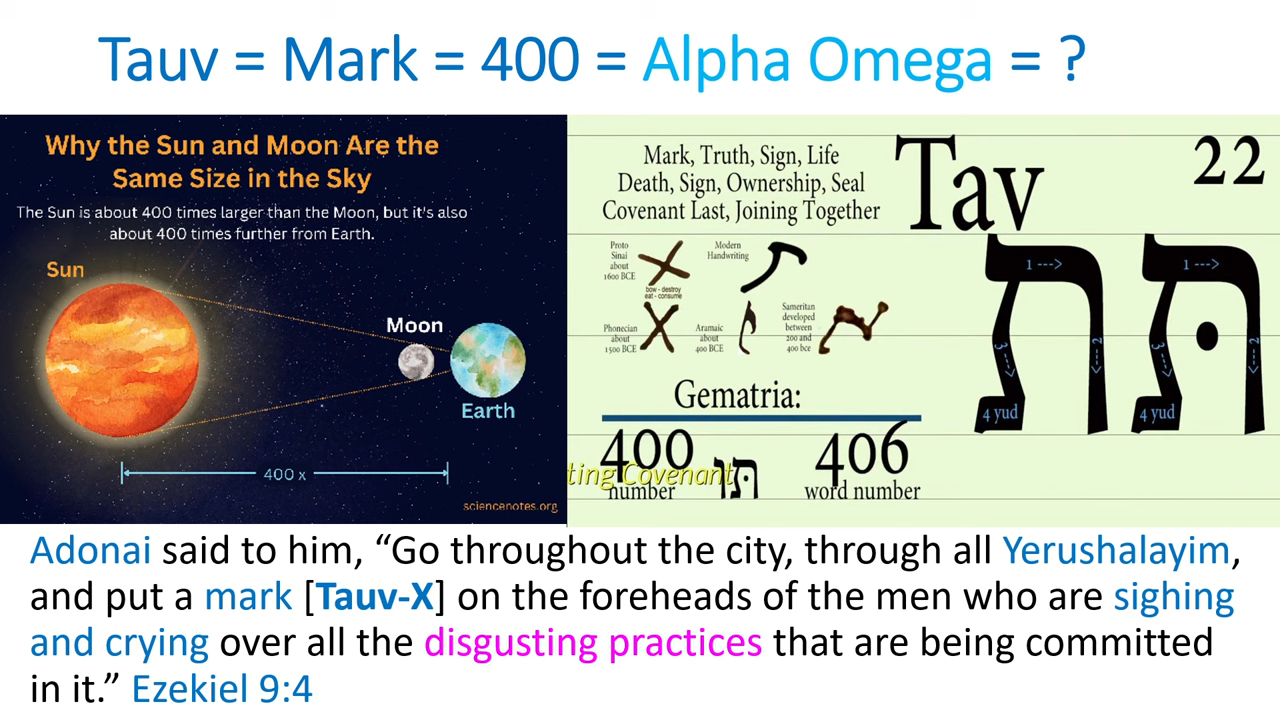 Tauv = Mark = 400 = Alpha Omega = ?
Why the Sun and Moon Are the
Same Size in the Sky
The Sun is about 400 times larger than the Moon, but it's also
about 400 times further from Earth.
Sun
Moon
Earth
400 x
sciencenotes.org
Mark, Truth, Sign, Life
Death, Sign, Ownership, Seal
Covenant Last, Joining Together
Tav
22
Proto
Sinai
about
1600 BCE
bow - destroy
eat - consume
Modern
Handwriting
Phonecian
about
1500 BCE
Aramaic
about
400 BCE
Sameritan
developed
between
200 and
400 bce
ת
1 --->
2 --->
3 --->
4 yud
תּ
1 --->
2 --->
3 --->
4 yud
Gematria:
400
number
ting Covenant
תּו
406
word number
Adonai said to him, “Go throughout the city, through all Yerushalayim,
and put a mark [Tauv-X] on the foreheads of the men who are sighing
and crying over all the disgusting practices that are being committed
in it.” Ezekiel 9:4